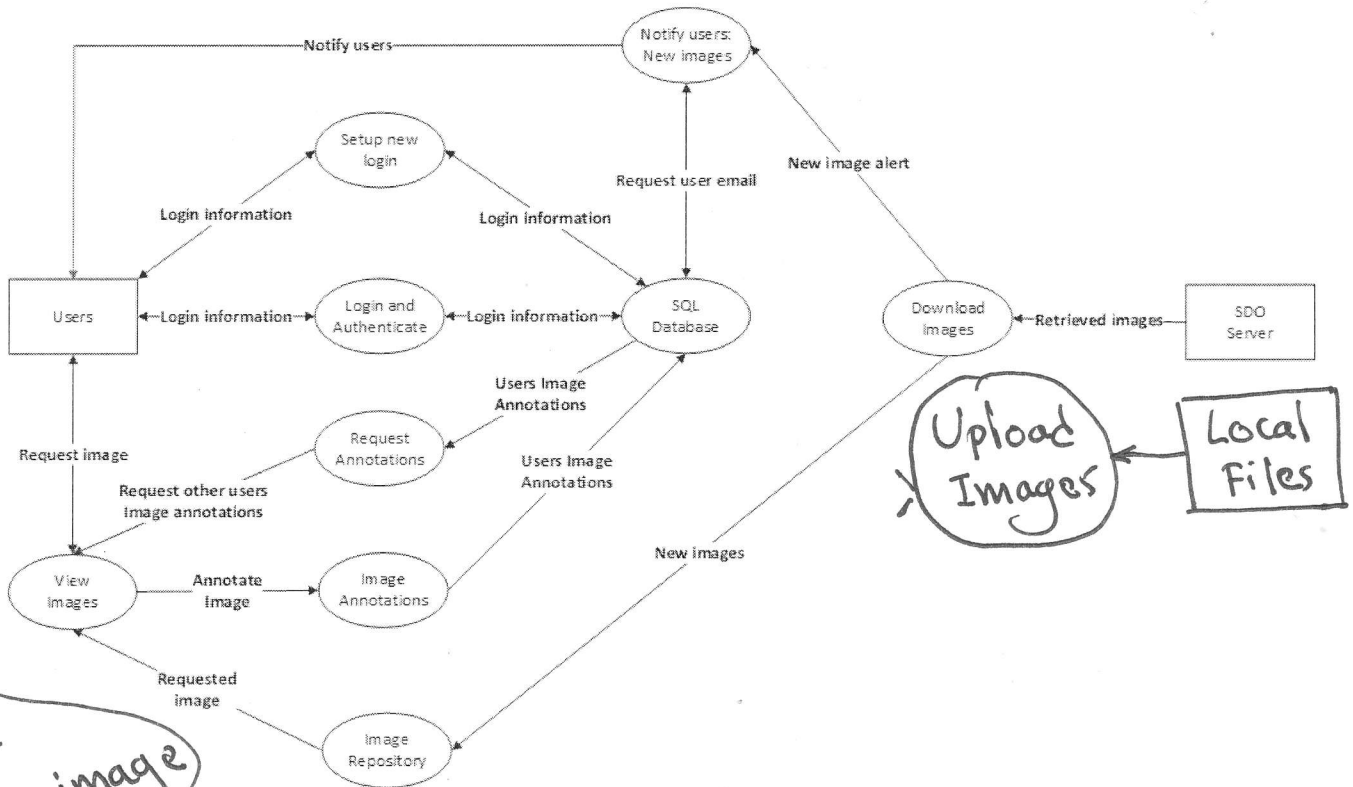 Notify users
Notify users:
New images
Setup new
login
New image alert
Request user email
Login information
Login information
Users
Login information
Login and
Authenticate
Login information
SQL
Database
Download
Images
Retrieved images
SDO
Server
Users Image
Annotations
Upload
Images
Local
Files
Request
Annotations
Request image
Users Image
Annotations
Request other users
Image annotations
New images
View
Images
Annotate
Image
Image
Annotations
Requested
image
Image
Repository
image